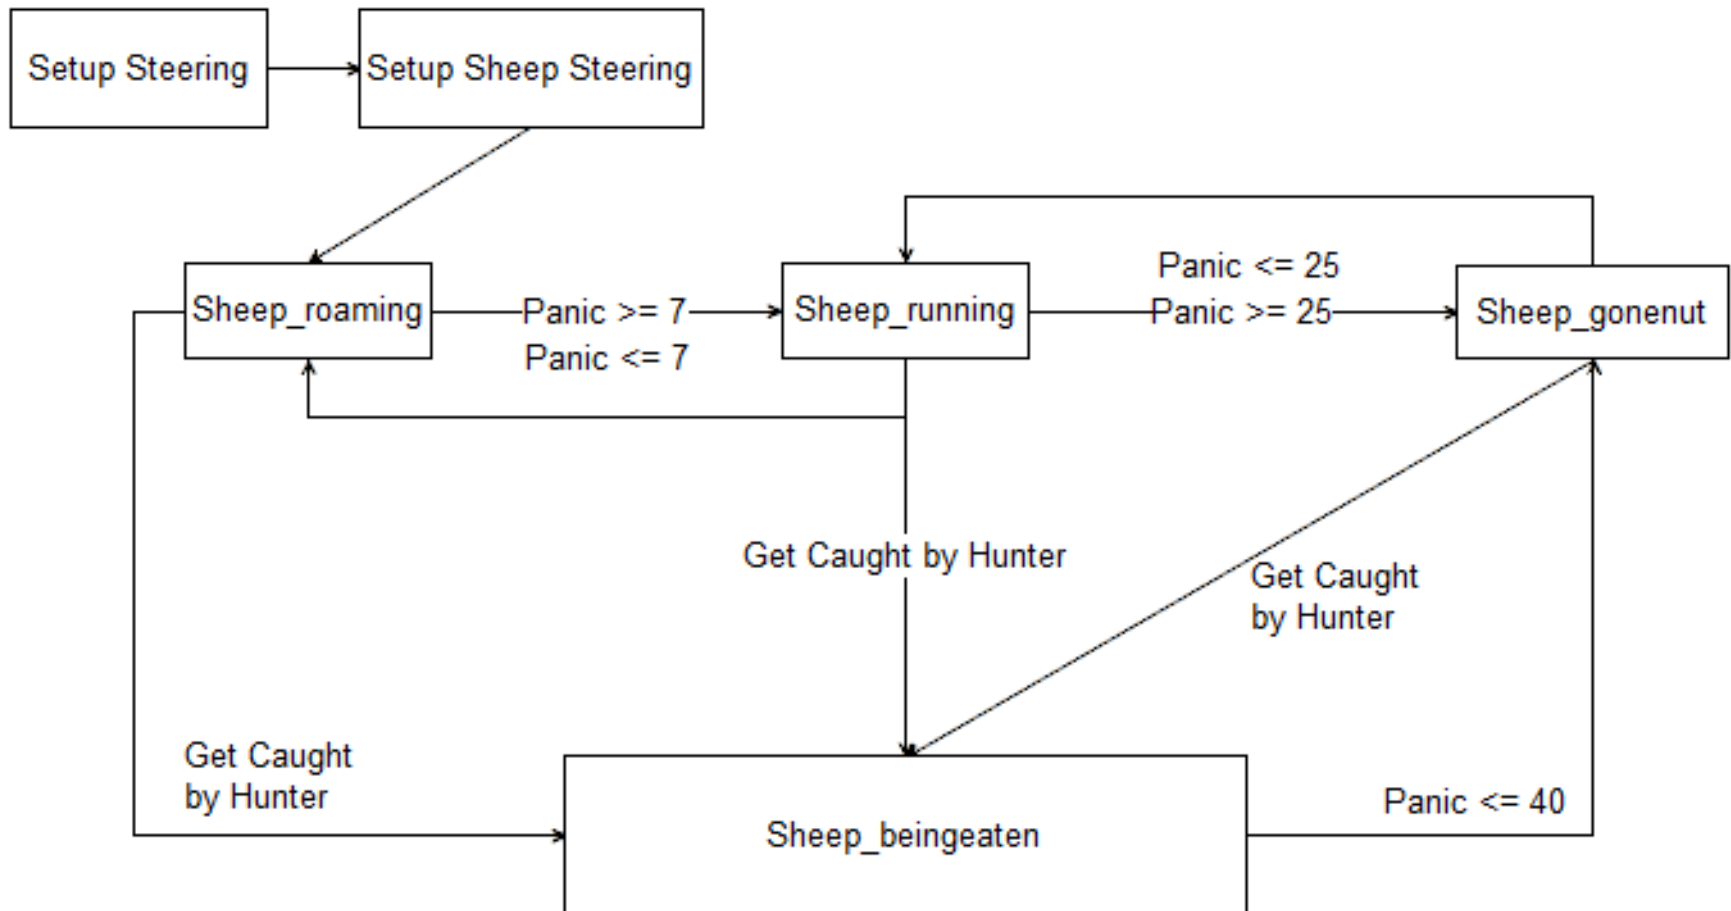 Setup Steering
Setup Sheep Steering
Sheep_roaming
Panic >= 7
Panic <= 7
Sheep_running
Panic <= 25
Panic >= 25
Sheep_gonenut
Get Caught by Hunter
Get Caught
by Hunter
Get Caught
by Hunter
Sheep_beingeaten
Panic <= 40